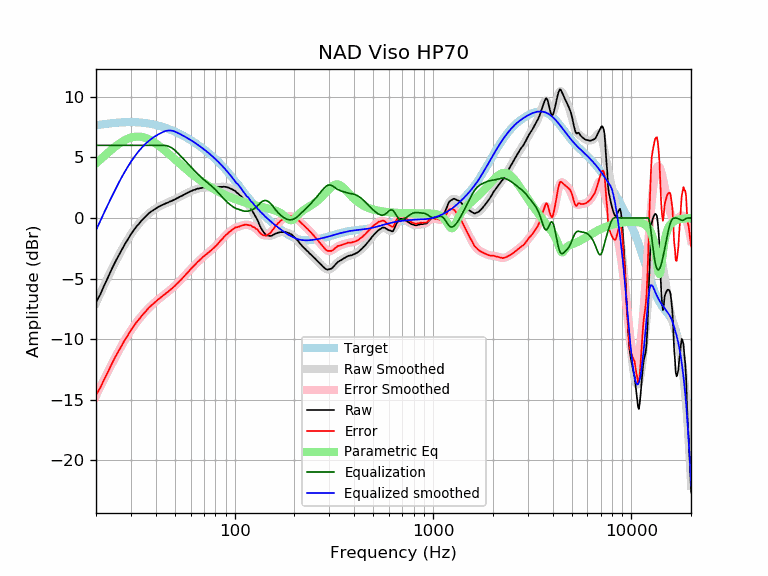 NAD Viso HP70
10
5
0
−5
−10
−15
−20
Amplitude (dBr)
Target
Raw Smoothed
Error Smoothed
Raw
Error
Parametric Eq
Equalization
Equalized smoothed
100
1000
10000
Frequency (Hz)